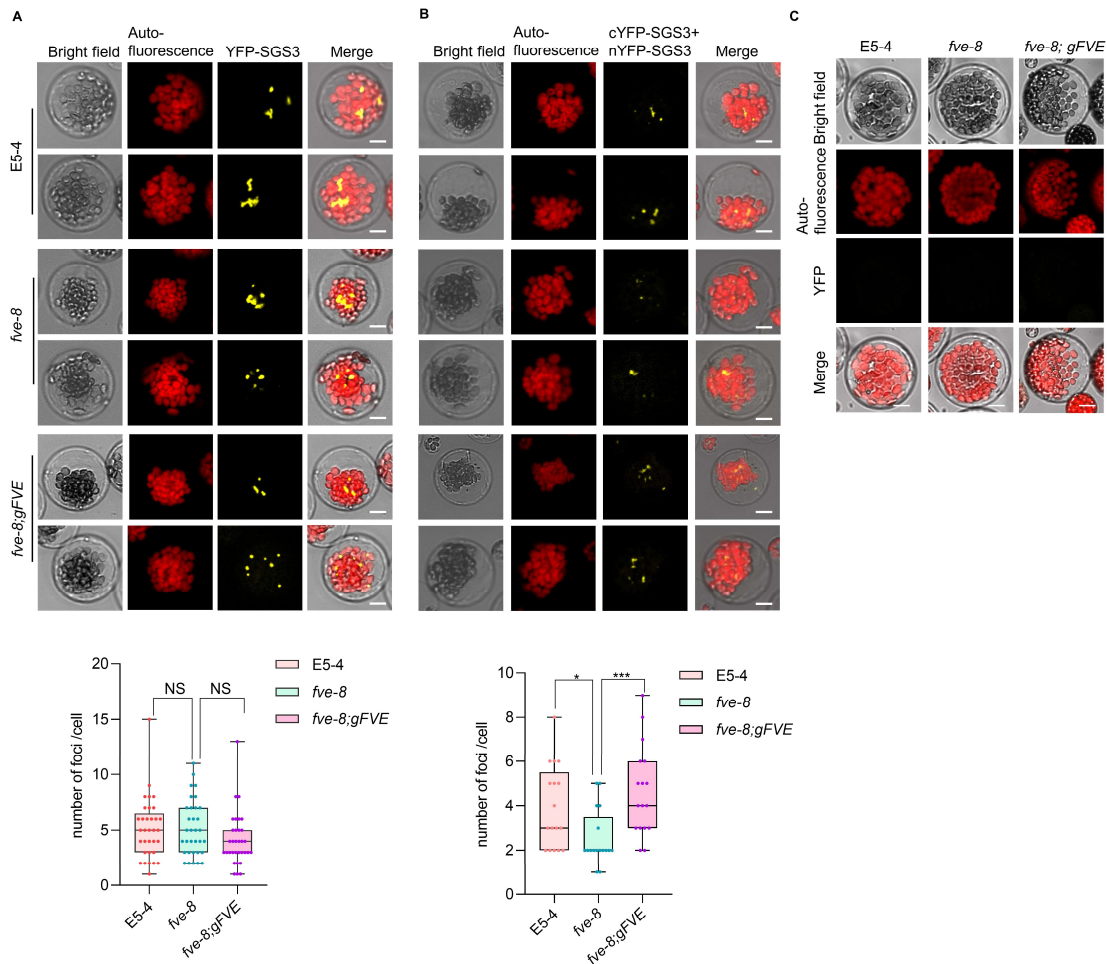 A
Bright field
Auto-
fluorescence
YFP-SGS3
Merge
E5-4
fve-8
fve-8;gFVE
B
Bright field
Auto-
fluorescence
cYFP-SGS3+
nYFP-SGS3
Merge
C
E5-4
fve-8
fve-8; gFVE
Bright field
Auto-
fluorescence
YFP
Merge
number of foci /cell
20
15
10
5
0
NS
NS
E5-4
fve-8
fve-8;gFVE
E5-4
fve-8
fve-8;gFVE
number of foci /cell
10
8
6
4
2
0
*
***
E5-4
fve-8
fve-8;gFVE
E5-4
fve-8
fve-8;gFVE